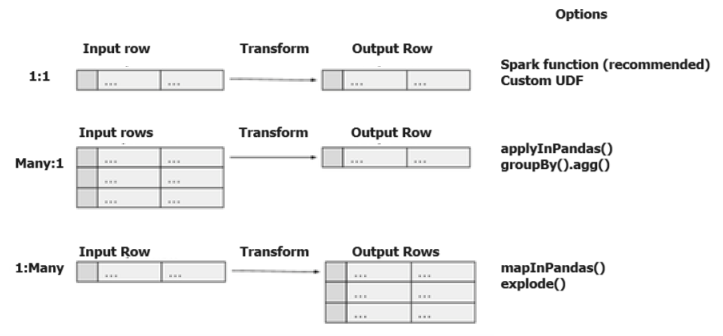 Options
Input row Transform Output Row
1:1
... ... ... ...
Spark function (recommended)
Custom UDF
Input rows Transform Output Row
Many:1
... ... ... ...
... ...
... ...
applyInPandas()
groupBy().agg()
Input Row Transform Output Rows
1:Many
... ... ... ...
... ...
... ...
mapInPandas()
explode()